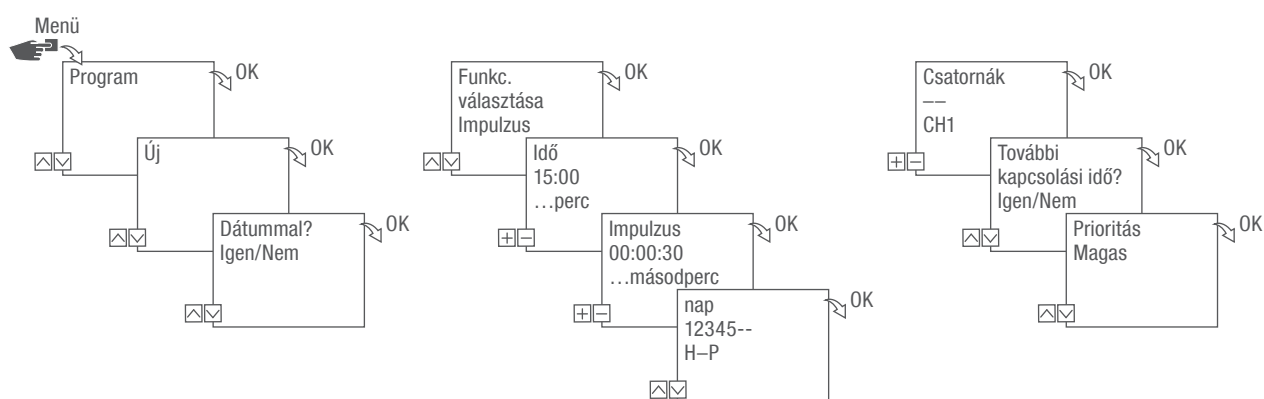 Menü
Program
OK
Új
OK
Dátummal?
Igen/Nem
OK
Funkc.
választása
Impulzus
OK
Idő
15:00
…perc
OK
Impulzus
00:00:30
…másodperc
OK
nap
12345--
H–P
OK
Csatornák
––
CH1
OK
További
kapcsolási idő?
Igen/Nem
OK
Prioritás
Magas
OK